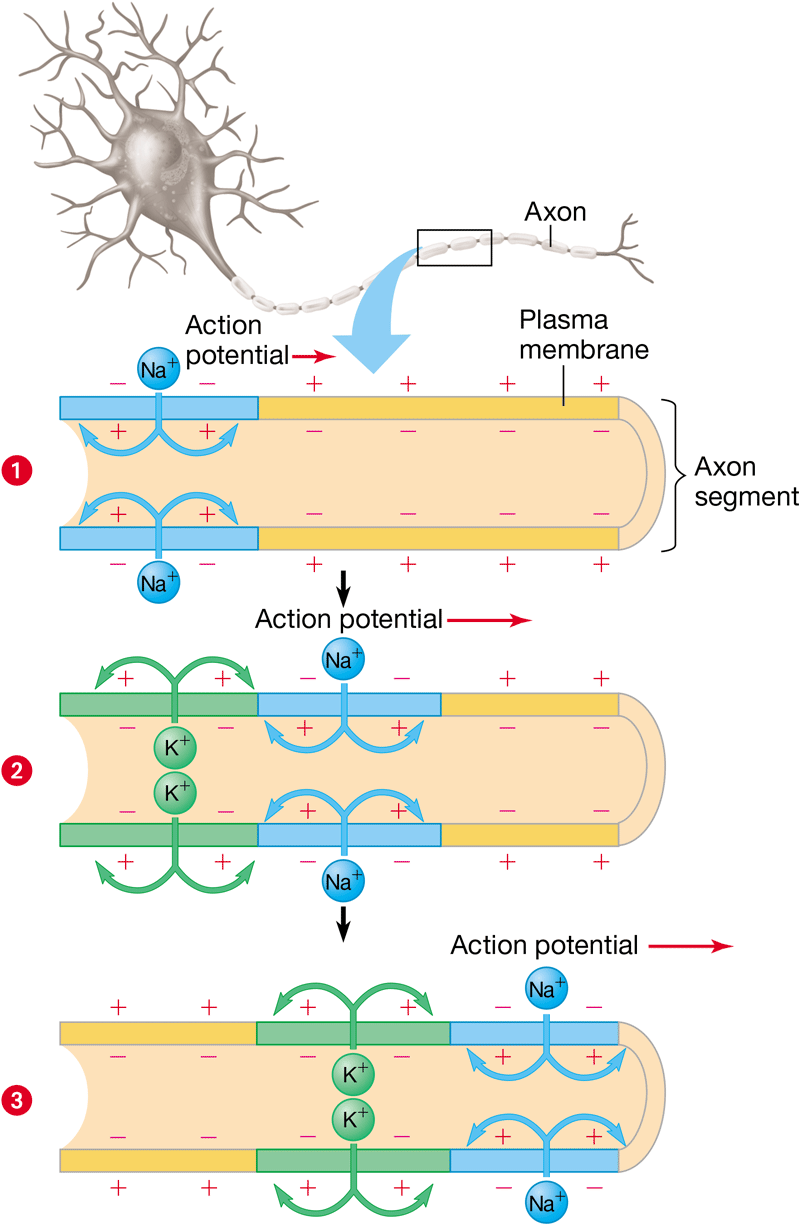 Axon
Action
potential
Plasma
membrane
Na⁺
− − + + + +
+ + − − − −
1
Axon
segment
+ + − − − −
− − + + + +
Na⁺
Action potential
Na⁺
+ + − − + +
− − + + − −
K⁺
2
K⁺
− − + + − −
+ + − − + +
Na⁺
Action potential
Na⁺
+ + + + − −
− − − − + +
K⁺
3
K⁺
− − − − + +
+ + + + − −
Na⁺